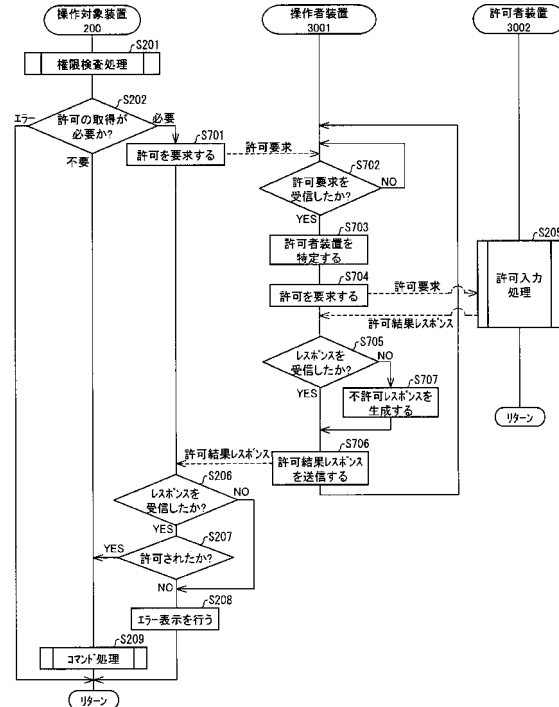 操作対象装置
200
操作者装置
3001
許可者装置
3002
S201
権限検査処理
S202
エラー
許可の取得が
必要か?
必要
不要
S701
許可を要求する
許可要求
S702
許可要求を
受信したか?
NO
YES
S703
許可者装置を
特定する
S704
許可を要求する
許可要求
S205
許可入力
処理
許可結果レスポンス
S705
レスポンスを
受信したか?
NO
YES
S707
不許可レスポンスを
生成する
リターン
S706
許可結果レスポンス
許可結果レスポンス
を送信する
S206
レスポンスを
受信したか?
NO
YES
S207
YES
許可されたか?
NO
S208
エラー表示を行う
S209
コマンド処理
リターン